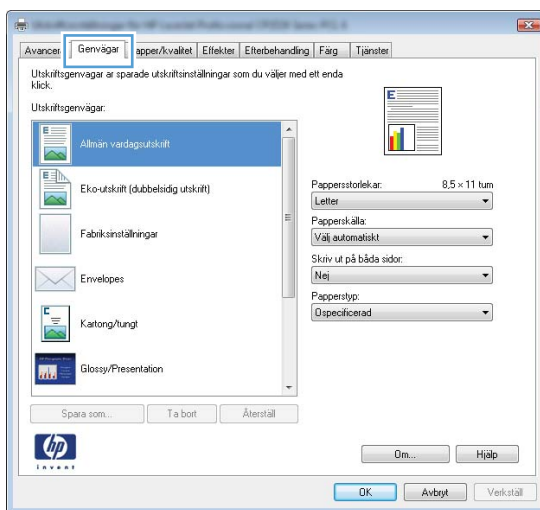 Avancer
Genvägar
apper/kvalitet
Effekter
Efterbehandling
Färg
Tjänster
Utskriftsgenvägar är sparade utskriftsinställningar som du väljer med ett enda
klick.
Utskriftsgenvägar:
Allmän vardagsutskrift
Eko-utskrift (dubbelsidig utskrift)
Fabriksinställningar
Envelopes
Kartong/tungt
Glossy/Presentation
Spara som...
Ta bort
Återställ
Pappersstorlekar:
8,5 × 11 tum
Letter
Papperskälla:
Välj automatiskt
Skriv ut på båda sidor:
Nej
Papperstyp:
Ospecificerad
hp
invent
Om...
Hjälp
OK
Avbryt
Verkställ